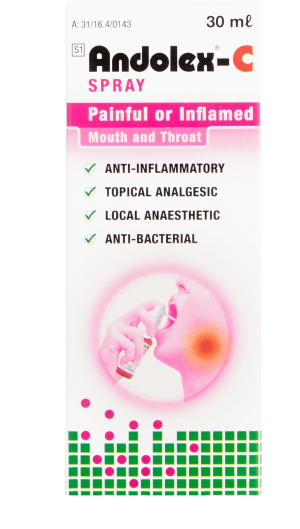 A: 31/16.4/0143
30 mℓ
S1
Andolex®-C
SPRAY
Painful or Inflamed
Mouth and Throat
ANTI-INFLAMMATORY
TOPICAL ANALGESIC
LOCAL ANAESTHETIC
ANTI-BACTERIAL